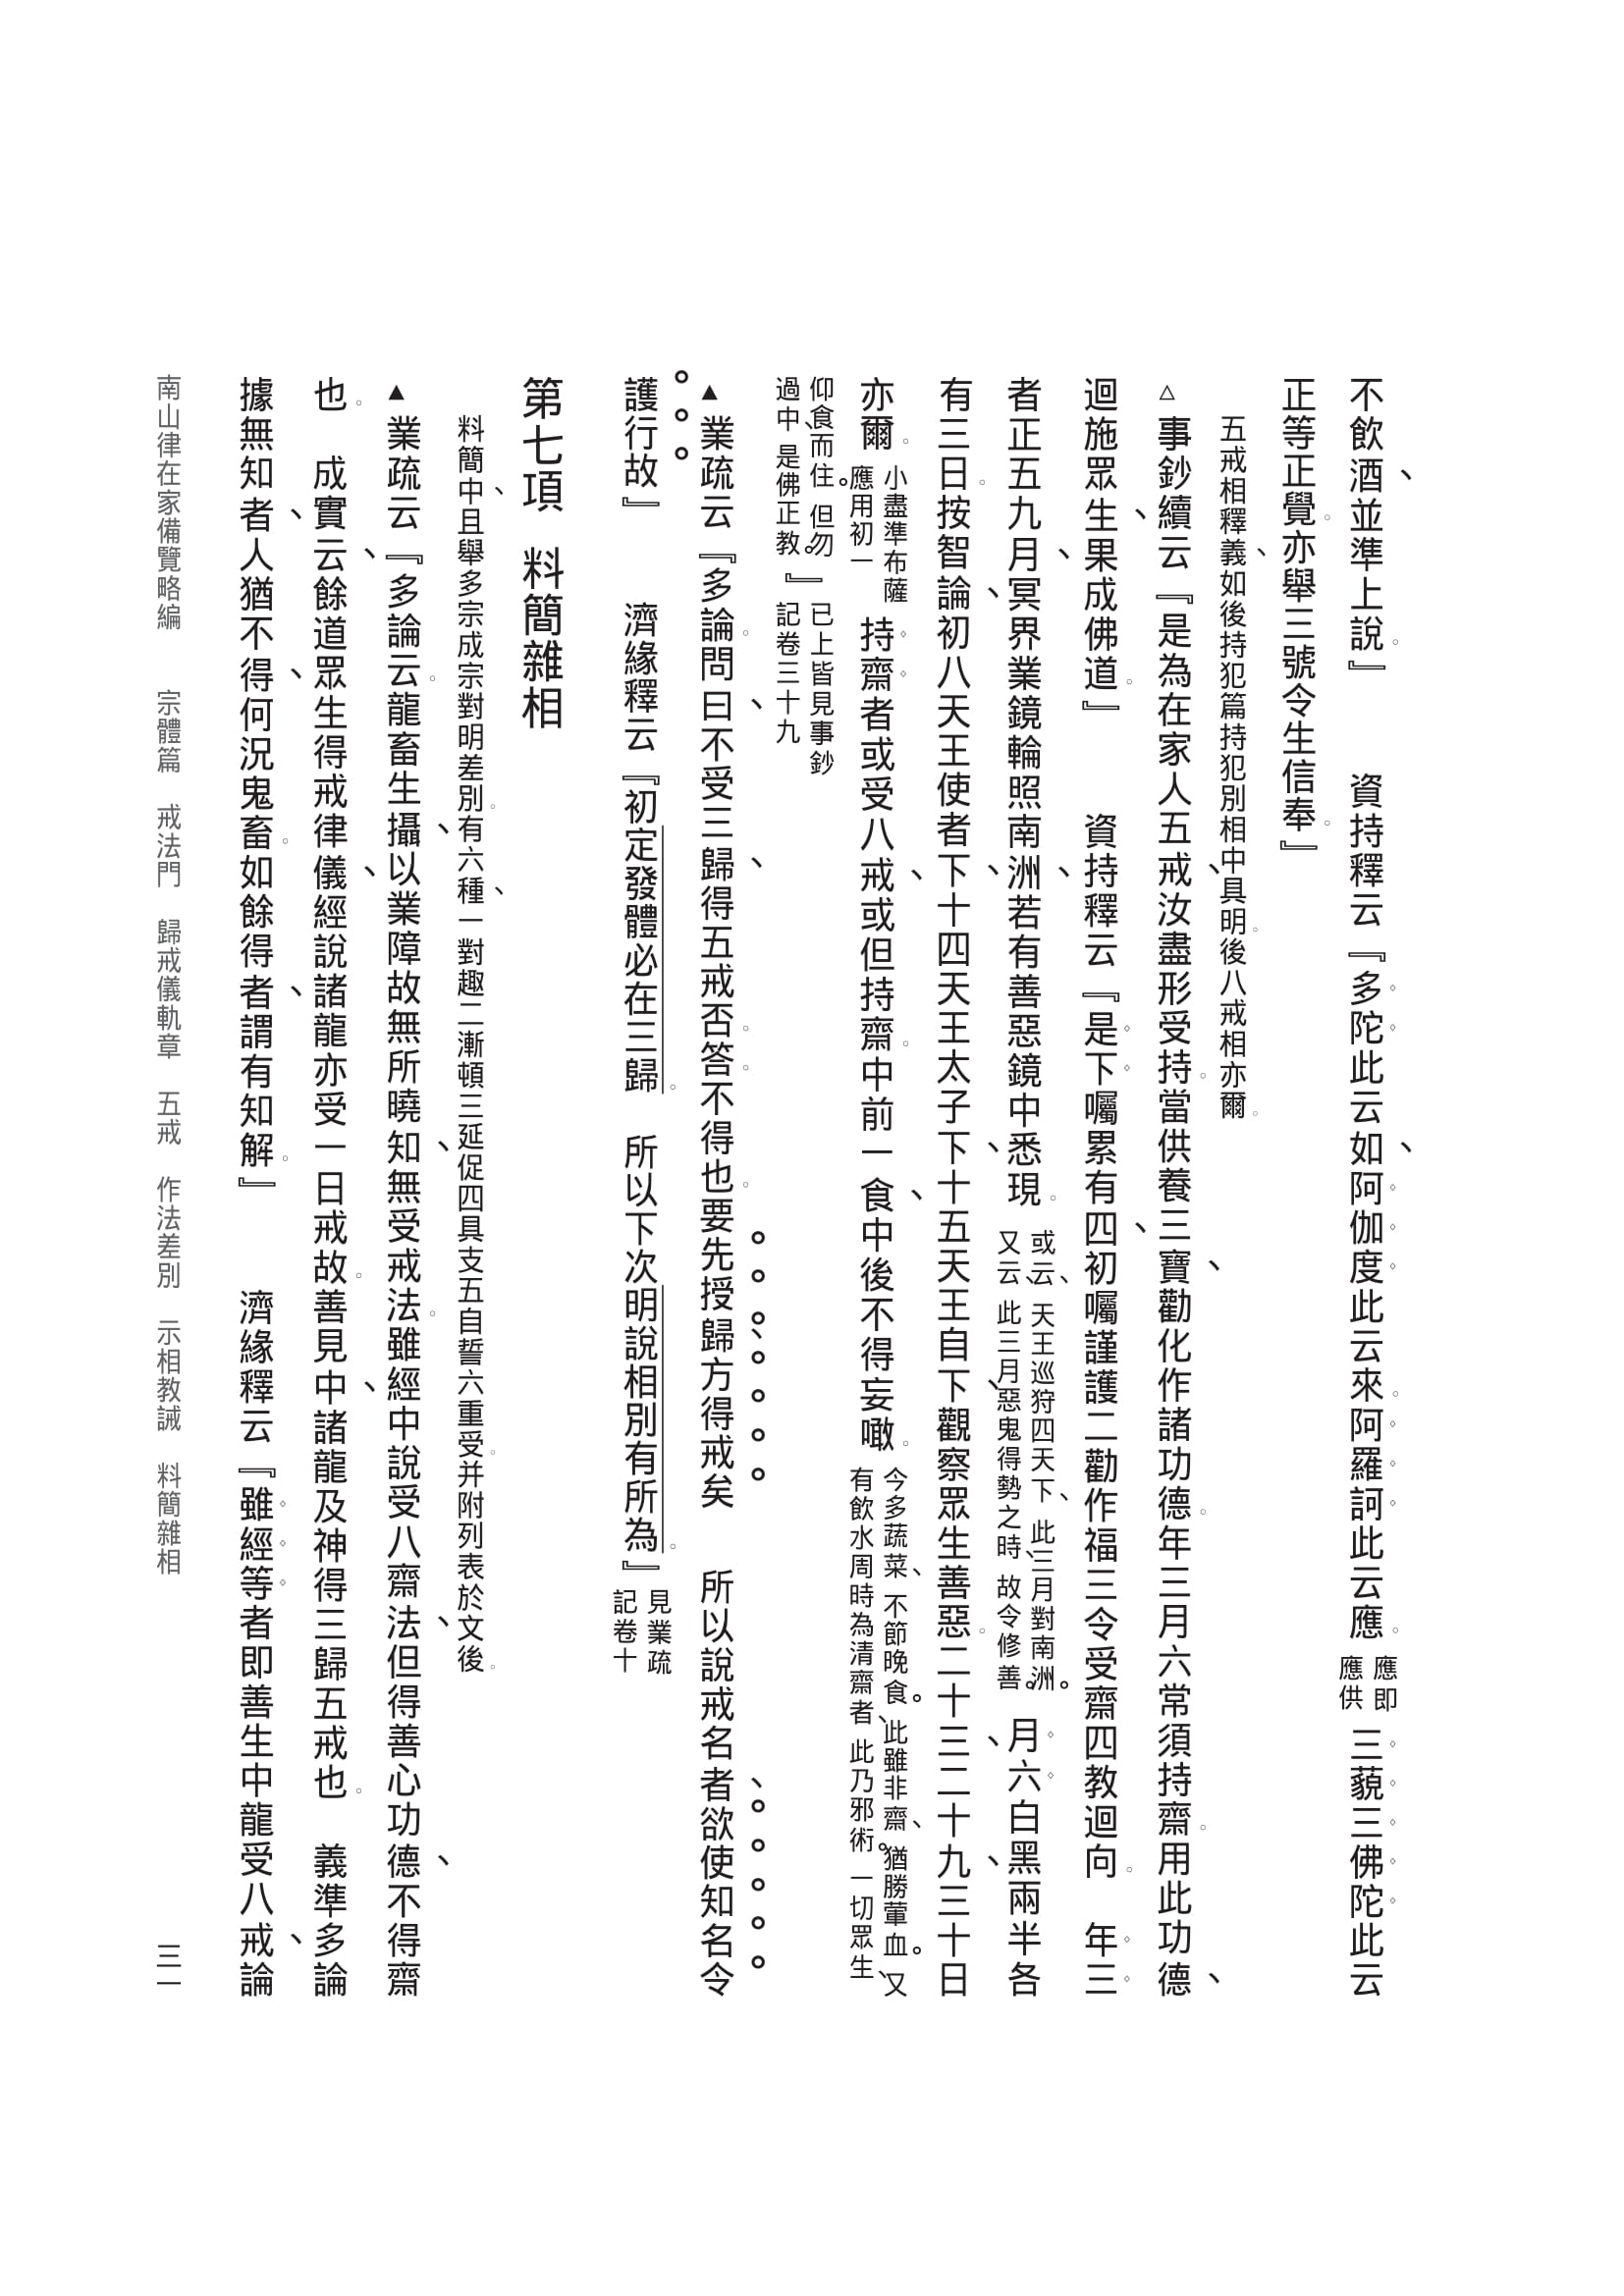 不飲酒、並準上說。』　資持釋云『多陀此云如、阿伽度此云來。阿羅訶此云應。應即應供三藐三佛陀此云
正等正覺。亦舉三號令生信奉。』
五戒相釋義、如後持犯篇持犯別相中具明。後八戒相亦爾。
△事鈔續云『是為在家人五戒、汝盡形受持。當供養三寶、勸化作諸功德。年三月六常須持齋。用此功德、
迴施眾生、果成佛道。』　資持釋云『是下囑累有四、初囑謹護二勸作福三令受齋四教迴向。　年三
者正五九月、冥界業鏡輪照南洲、若有善惡鏡中悉現。或云、天王巡狩四天下、此三月對南洲。又云、此三月惡鬼得勢之時、故令修善。月六白黑兩半各
有三日。按智論、初八天王使者下、十四天王太子下、十五天王自下、觀察眾生善惡。二十三、二十九、三十日
亦爾。小盡準布薩應用初一持齋者或受八戒、或但持齋。中前一食、中後不得妄噉。今多蔬菜、不節晚食。此雖非齋、猶勝葷血。又有飲水周時為清齋者、此乃邪術。一切眾生、
仰食而住。但勿過中、是佛正教。』已上皆見事鈔記卷三十九
▲業疏云『多論。問曰、不受三歸、得五戒否。答。不得也。要先授歸、方得戒矣　所以說戒名者、欲使知名令
護行故』　濟緣釋云『初定發體必在三歸。　所以下次明說相別有所為。』見業疏記卷十
第七項　料簡雜相
料簡中、且舉多宗成宗對明差別。有六種、一對趣二漸頓三延促四具支五自誓六重受。并附列表於文後。
▲業疏云『多論云。龍畜生攝、以業障故無所曉知、無受戒法。雖經中說受八齋法、但得善心功德、不得齋
也。　成實云、餘道眾生得戒律儀、經說諸龍亦受一日戒故。善見中、諸龍及神得三歸五戒也。　義準多論
據無知者、人猶不得、何況鬼畜。如餘得者、謂有知解。』　濟緣釋云『雖經等者即善生中龍受八戒、論
南山律在家備覽略編　宗體篇　戒法門　歸戒儀軌章　五戒　作法差別　示相教誡　料簡雜相　三一